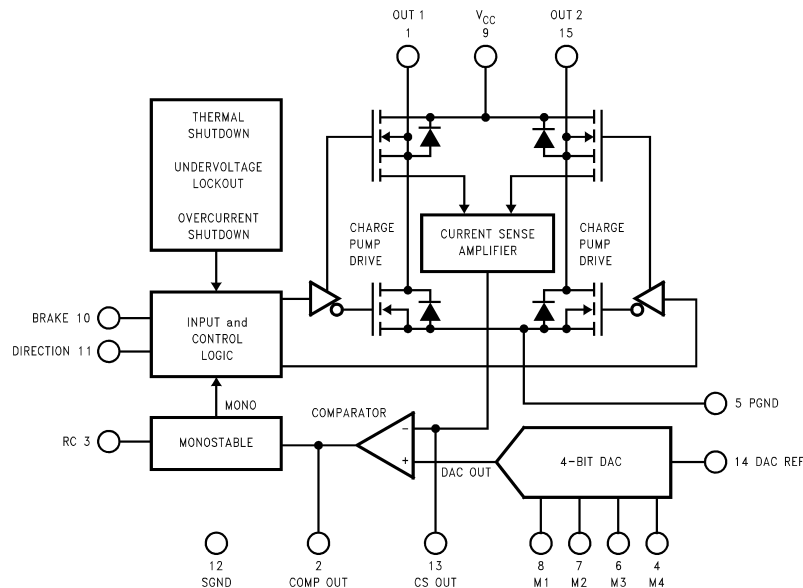 OUT 1
1
VCC
9
OUT 2
15
THERMAL
SHUTDOWN
UNDERVOLTAGE
LOCKOUT
OVERCURRENT
SHUTDOWN
CHARGE
PUMP
DRIVE
CURRENT SENSE
AMPLIFIER
CHARGE
PUMP
DRIVE
BRAKE 10
DIRECTION 11
INPUT and
CONTROL
LOGIC
MONO
COMPARATOR
5 PGND
RC 3
MONOSTABLE
-
+
DAC OUT
4-BIT DAC
14 DAC REF
12
SGND
2
COMP OUT
13
CS OUT
8
M1
7
M2
6
M3
4
M4